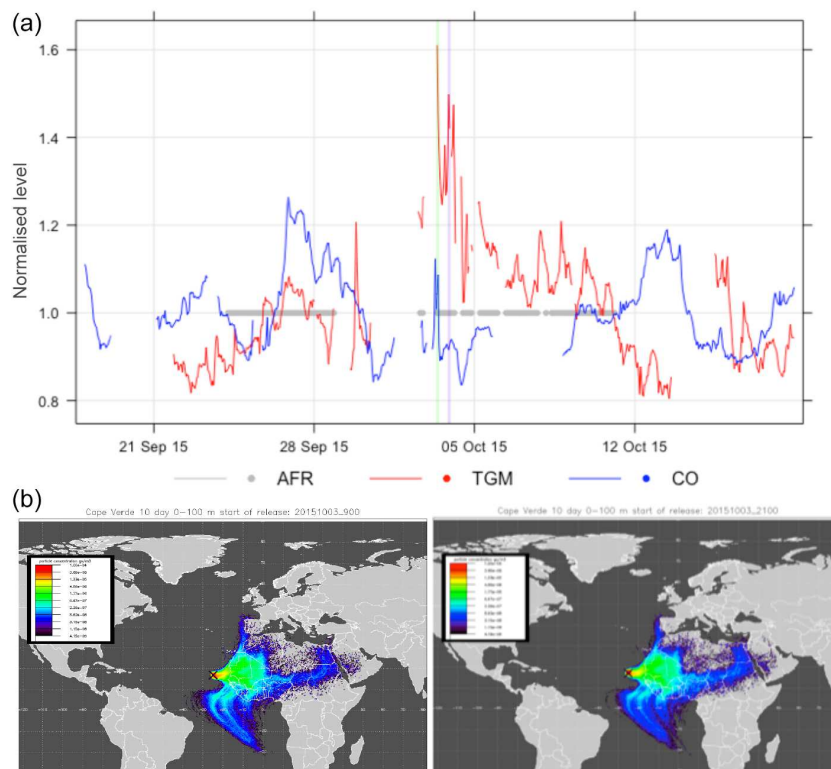 (a)
1.6
1.4
1.2
1.0
0.8
Normalised level
21 Sep 15 28 Sep 15 05 Oct 15 12 Oct 15
AFR TGM CO
(b)
Cape Verde 10 day 0-100 m start of release: 20151003_900
Cape Verde 10 day 0-100 m start of release: 20151003_2100